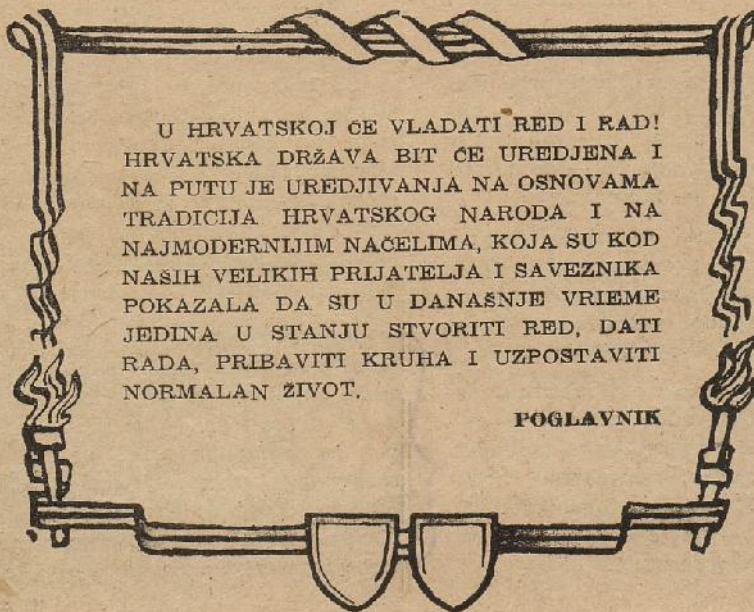 U HRVATSKOJ ĆE VLADATI RED I RAD!
HRVATSKA DRŽAVA BIT ĆE UREDJENA I
NA PUTU JE UREDJIVANJA NA OSNOVAMA
TRADICIJA HRVATSKOG NARODA I NA
NAJMODERNIJIM NAČELIMA, KOJA SU KOD
NAŠIH VELIKIH PRIJATELJA I SAVEZNIKA
POKAZALA DA SU U DANAŠNJE VRIEME
JEDINA U STANJU STVORITI RED, DATI
RADA, PRIBAVITI KRUHA I UZPOSTAVITI
NORMALAN ŽIVOT.
POGLAVNIK